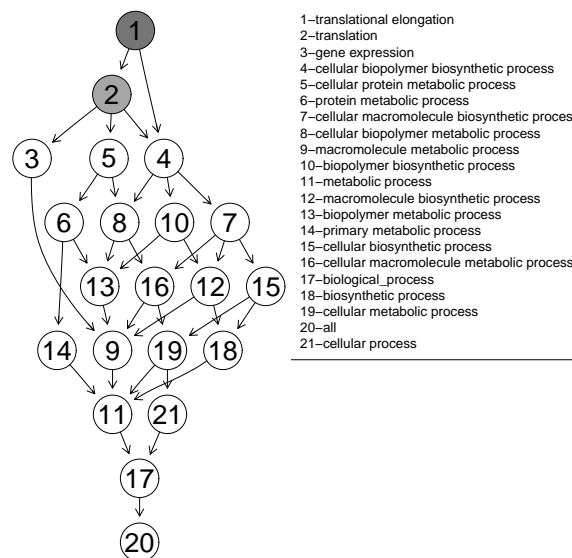 1
2
3
5
4
6
8
10
7
13
16
12
15
14
9
19
18
11
21
17
20
1−translational elongation
2−translation
3−gene expression
4−cellular biopolymer biosynthetic process
5−cellular protein metabolic process
6−protein metabolic process
7−cellular macromolecule biosynthetic proces
8−cellular biopolymer metabolic process
9−macromolecule metabolic process
10−biopolymer biosynthetic process
11−metabolic process
12−macromolecule biosynthetic process
13−biopolymer metabolic process
14−primary metabolic process
15−cellular biosynthetic process
16−cellular macromolecule metabolic process
17−biological_process
18−biosynthetic process
19−cellular metabolic process
20−all
21−cellular process